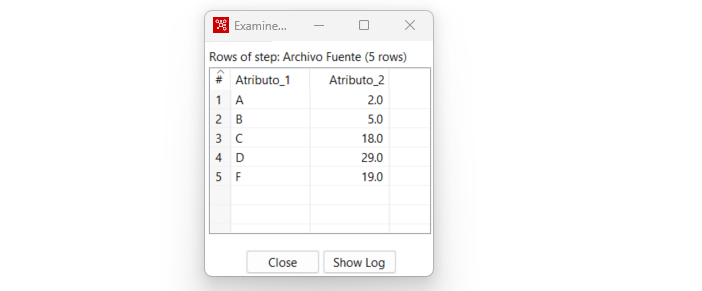 Examine...
Rows of step: Archivo Fuente (5 rows)
# Atributo_1 Atributo_2
1 A 2.0
2 B 5.0
3 C 18.0
4 D 29.0
5 F 19.0
Close Show Log